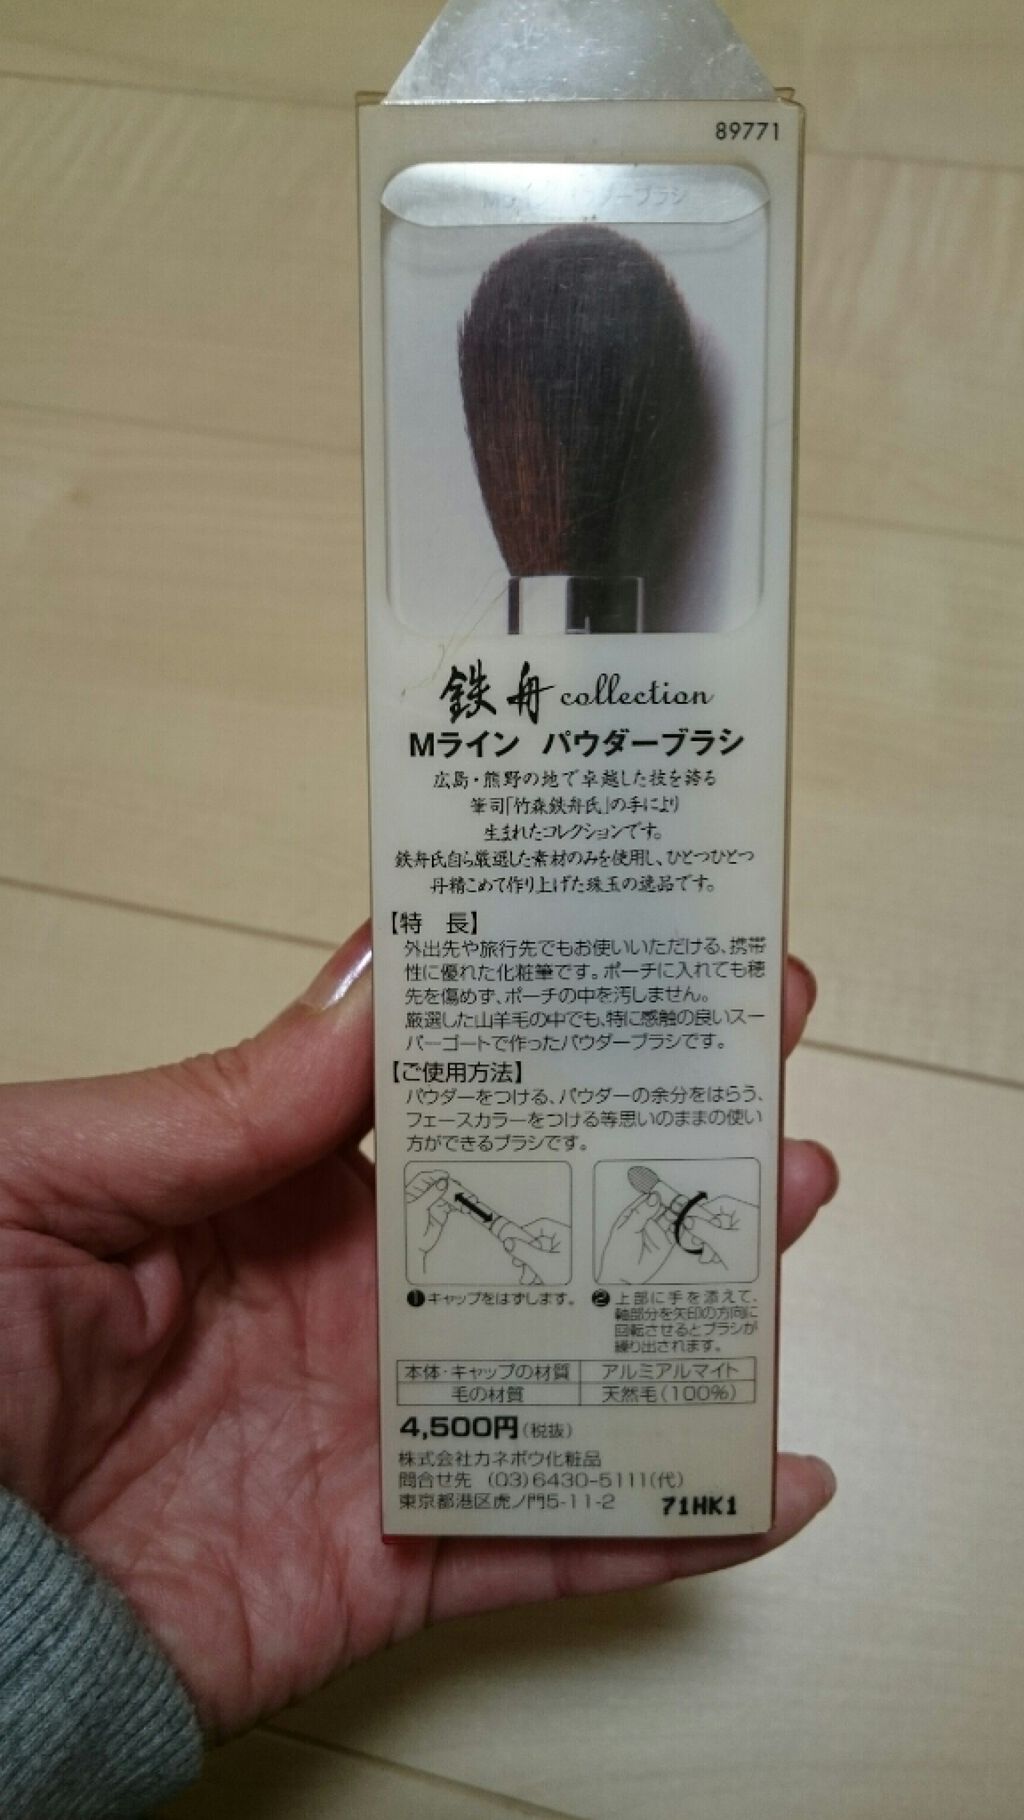 89771
Mライン パウダーブラシ
鉄舟collection
Mライン パウダーブラシ
広島・熊野の地で卓越した技を誇る
筆司「竹森鉄舟氏」の手により
生まれたコレクションです。
鉄舟氏自ら厳選した素材のみを使用し、ひとつひとつ
丹精こめて作り上げた珠玉の逸品です。
【特 長】
外出先や旅行先でもお使いいただける、携帯
性に優れた化粧筆です。ポーチに入れても穂
先を傷めず、ポーチの中を汚しません。
厳選した山羊毛の中でも、特に感触の良いスー
パーゴートで作ったパウダーブラシです。
【ご使用方法】
パウダーをつける、パウダーの余分をはらう、
フェースカラーをつける等思いのままの使い
方ができるブラシです。
❶キャップをはずします。
❷上部に手を添えて、
軸部分を矢印の方向に
回転させるとブラシが
繰り出されます。
本体・キャップの材質 アルミアルマイト
毛の材質 天然毛(100%)
4,500円(税抜)
株式会社カネボウ化粧品
問合せ先 (03)6430-5111(代)
東京都港区虎ノ門5-11-2 71HK1